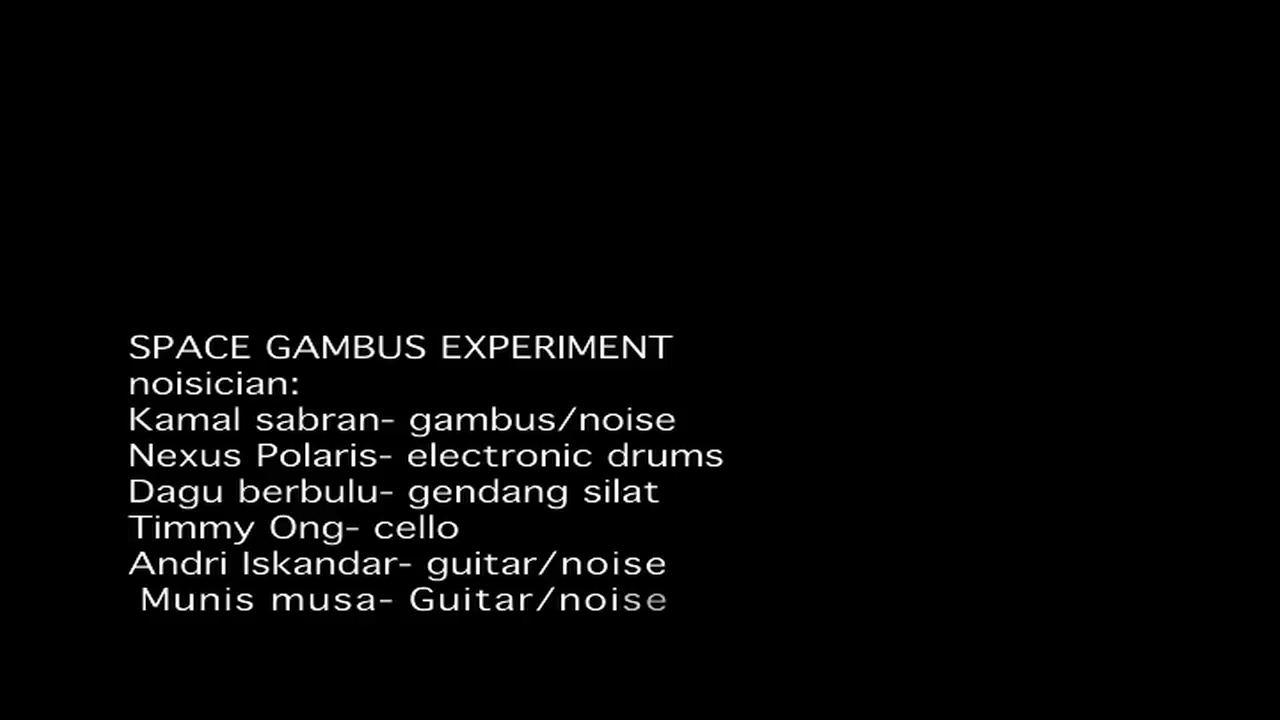 SPACE GAMBUS EXPERIMENT
noisician:
Kamal sabran- gambus/noise
Nexus Polaris- electronic drums
Dagu berbulu- gendang silat
Timmy Ong- cello
Andri Iskandar- guitar/noise
Munis musa- Guitar/noise